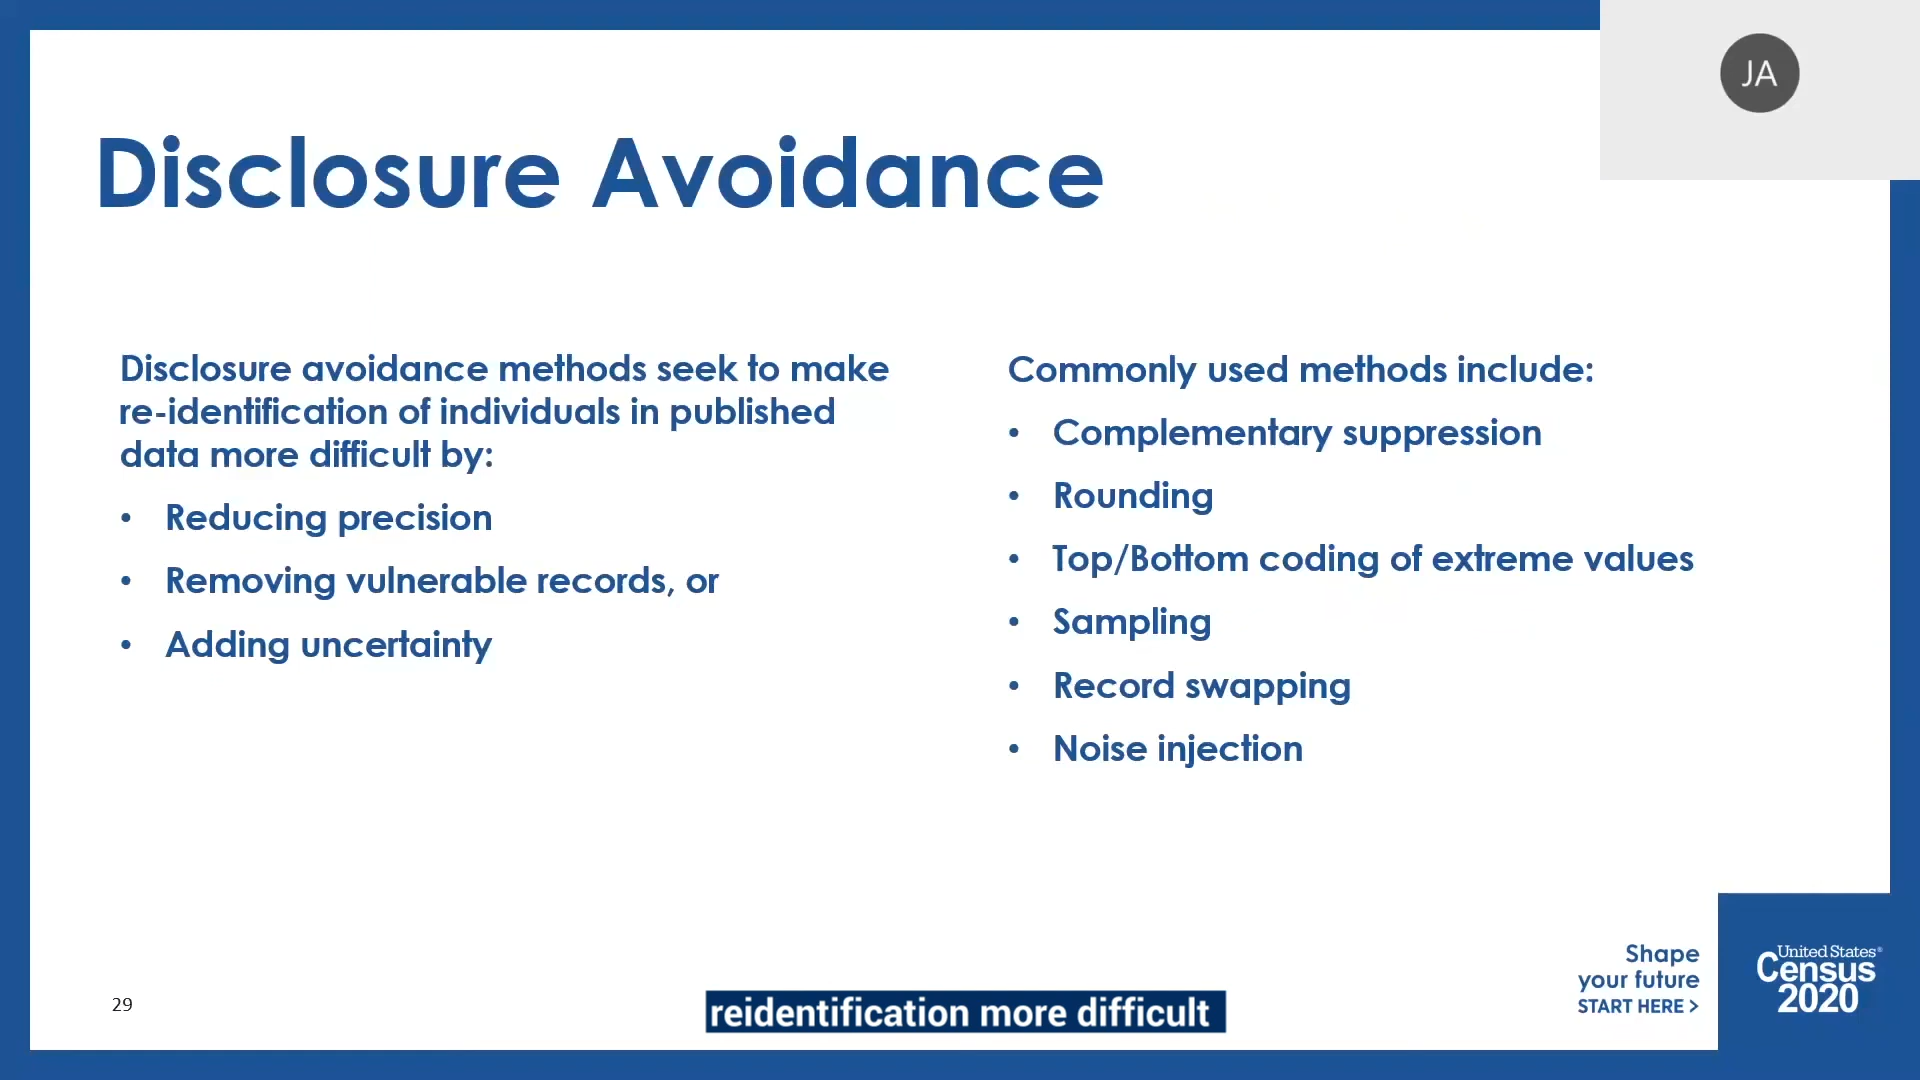 JA
Disclosure Avoidance
Disclosure avoidance methods seek to make
re-identification of individuals in published
data more difficult by:
• Reducing precision
• Removing vulnerable records, or
• Adding uncertainty
Commonly used methods include:
• Complementary suppression
• Rounding
• Top/Bottom coding of extreme values
• Sampling
• Record swapping
• Noise injection
29
reidentification more difficult
Shape
your future
START HERE >
United States®
Census
2020